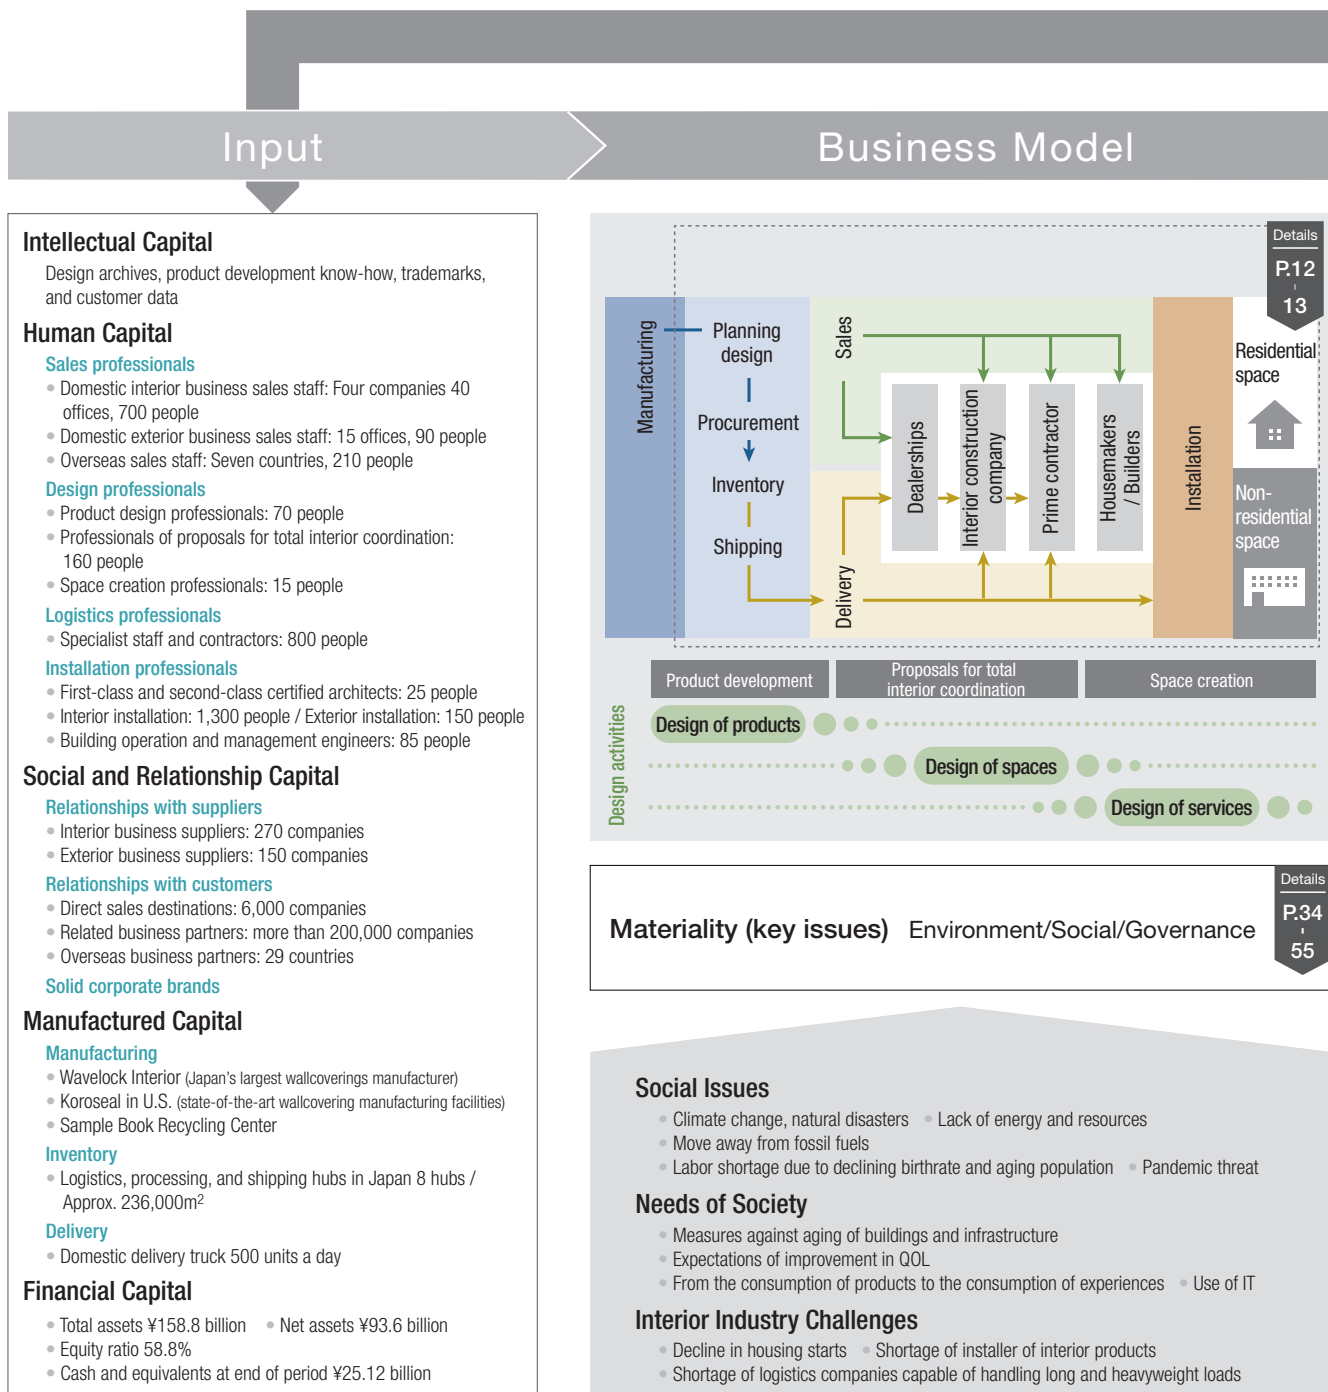 Input
Business Model
Intellectual Capital
Design archives, product development know-how, trademarks,
and customer data
Human Capital
Sales professionals
• Domestic interior business sales staff: Four companies 40
offices, 700 people
• Domestic exterior business sales staff: 15 offices, 90 people
• Overseas sales staff: Seven countries, 210 people
Design professionals
• Product design professionals: 70 people
• Professionals of proposals for total interior coordination:
160 people
• Space creation professionals: 15 people
Logistics professionals
• Specialist staff and contractors: 800 people
Installation professionals
• First-class and second-class certified architects: 25 people
• Interior installation: 1,300 people / Exterior installation: 150 people
• Building operation and management engineers: 85 people
Social and Relationship Capital
Relationships with suppliers
• Interior business suppliers: 270 companies
• Exterior business suppliers: 150 companies
Relationships with customers
• Direct sales destinations: 6,000 companies
• Related business partners: more than 200,000 companies
• Overseas business partners: 29 countries
Solid corporate brands
Manufactured Capital
Manufacturing
• Wavelock Interior (Japan's largest wallcoverings manufacturer)
• Koroseal in U.S. (state-of-the-art wallcovering manufacturing facilities)
• Sample Book Recycling Center
Inventory
• Logistics, processing, and shipping hubs in Japan 8 hubs /
Approx. 236,000m²
Delivery
• Domestic delivery truck 500 units a day
Financial Capital
• Total assets ¥158.8 billion • Net assets ¥93.6 billion
• Equity ratio 58.8%
• Cash and equivalents at end of period ¥25.12 billion
Details
P.12
-
13
Manufacturing
Planning
design
Procurement
Inventory
Shipping
Sales
Delivery
Dealerships
Interior construction
company
Prime contractor
Housemakers
/ Builders
Installation
Residential
space
Non-
residential
space
Product development
Proposals for total
interior coordination
Space creation
Design activities
Design of products
Design of spaces
Design of services
Materiality (key issues) Environment/Social/Governance
Details
P.34
-
55
Social Issues
• Climate change, natural disasters • Lack of energy and resources
• Move away from fossil fuels
• Labor shortage due to declining birthrate and aging population • Pandemic threat
Needs of Society
• Measures against aging of buildings and infrastructure
• Expectations of improvement in QOL
• From the consumption of products to the consumption of experiences • Use of IT
Interior Industry Challenges
• Decline in housing starts • Shortage of installer of interior products
• Shortage of logistics companies capable of handling long and heavyweight loads